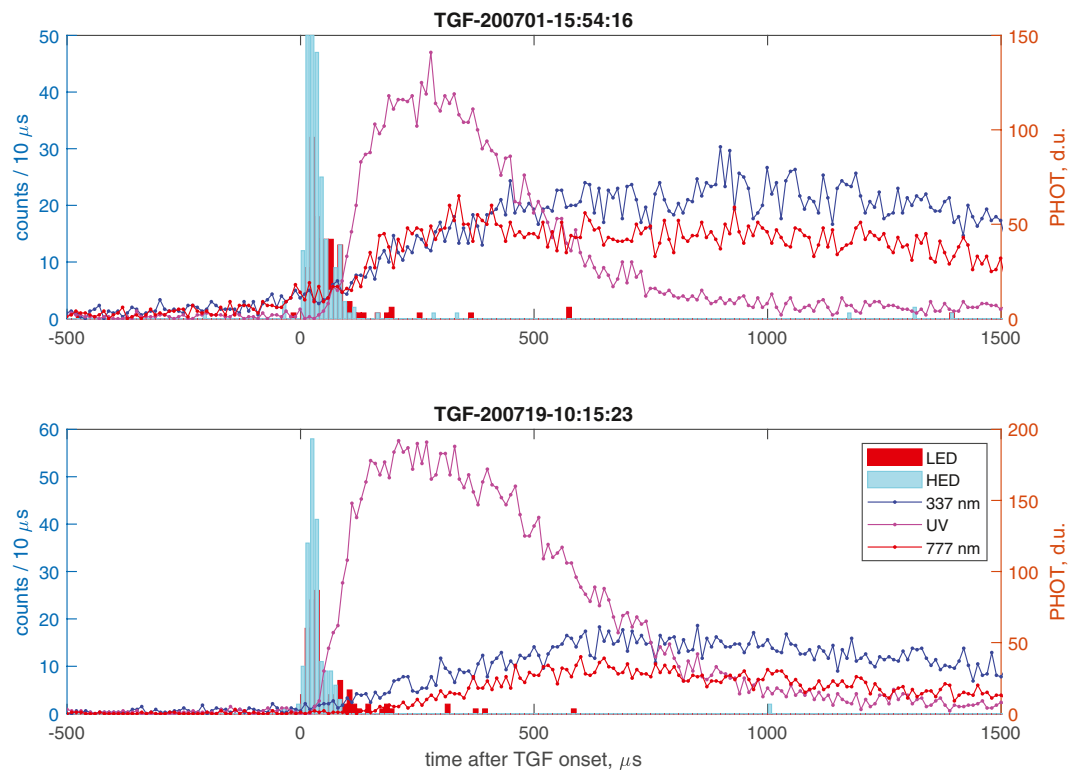 TGF-200701-15:54:16
50
40
30
20
10
0
counts / 10 μs
150
100
50
0
PHOT, d.u.
-500 0 500 1000 1500
TGF-200719-10:15:23
60
50
40
30
20
10
0
counts / 10 μs
200
150
100
50
0
PHOT, d.u.
LED
HED
337 nm
UV
777 nm
-500 0 500 1000 1500
time after TGF onset, μs